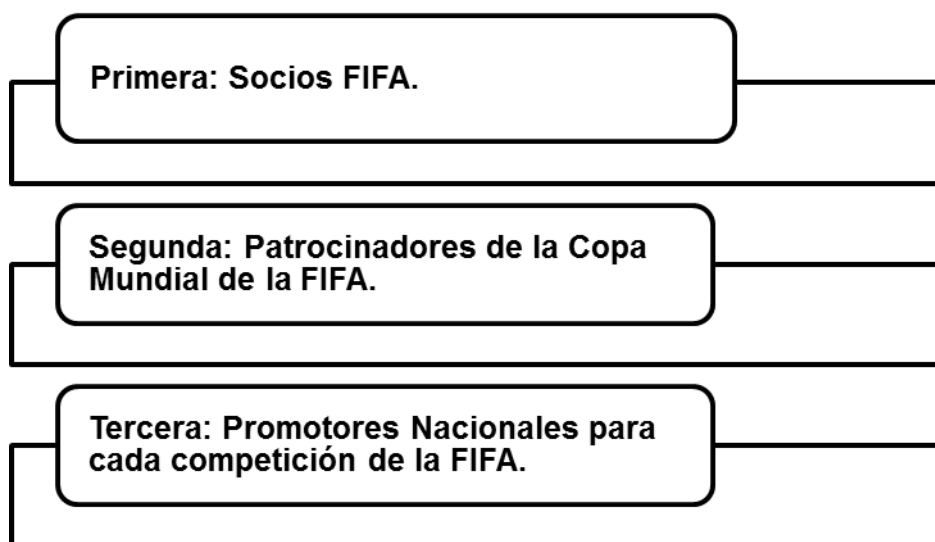 Primera: Socios FIFA.
Segunda: Patrocinadores de la Copa
Mundial de la FIFA.
Tercera: Promotores Nacionales para
cada competición de la FIFA.